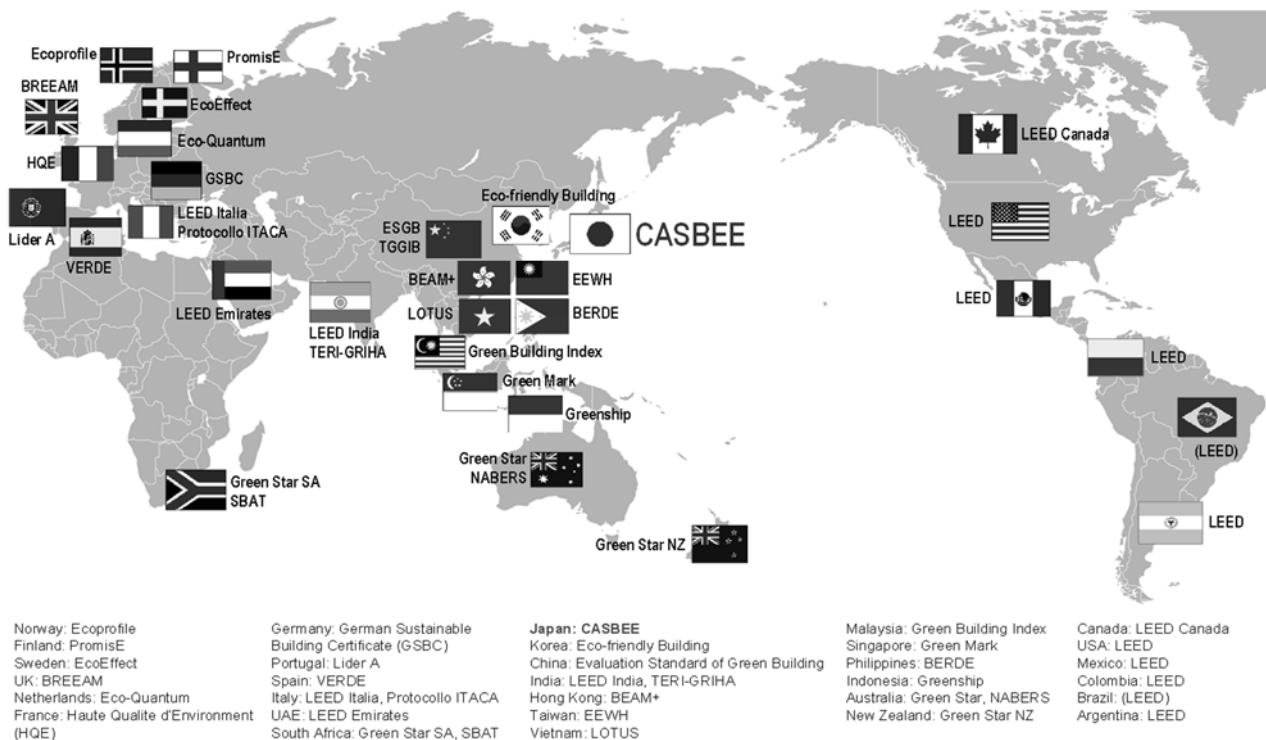 Ecoprofile
PromisE
BREEAM
EcoEffect
Eco-Quantum
HQE
GSBC
LEED Italia
Protocollo ITACA
Lider A
VERDE
LEED Emirates
LEED India
TERI-GRIHA
Eco-friendly Building
ESGB
TGGIB
CASBEE
BEAM+
EEWH
LOTUS
BERDE
Green Building Index
Green Mark
Greenship
Green Star
NABERS
Green Star SA
SBAT
Green Star NZ
LEED Canada
LEED
LEED
LEED
(LEED)
LEED
Norway: Ecoprofile
Finland: PromisE
Sweden: EcoEffect
UK: BREEAM
Netherlands: Eco-Quantum
France: Haute Qualite d'Environment
(HQE)
Germany: German Sustainable
Building Certificate (GSBC)
Portugal: Lider A
Spain: VERDE
Italy: LEED Italia, Protocollo ITACA
UAE: LEED Emirates
South Africa: Green Star SA, SBAT
Japan: CASBEE
Korea: Eco-friendly Building
China: Evaluation Standard of Green Building
India: LEED India, TERI-GRIHA
Hong Kong: BEAM+
Taiwan: EEWH
Vietnam: LOTUS
Malaysia: Green Building Index
Singapore: Green Mark
Philippines: BERDE
Indonesia: Greenship
Australia: Green Star, NABERS
New Zealand: Green Star NZ
Canada: LEED Canada
USA: LEED
Mexico: LEED
Colombia: LEED
Brazil: (LEED)
Argentina: LEED